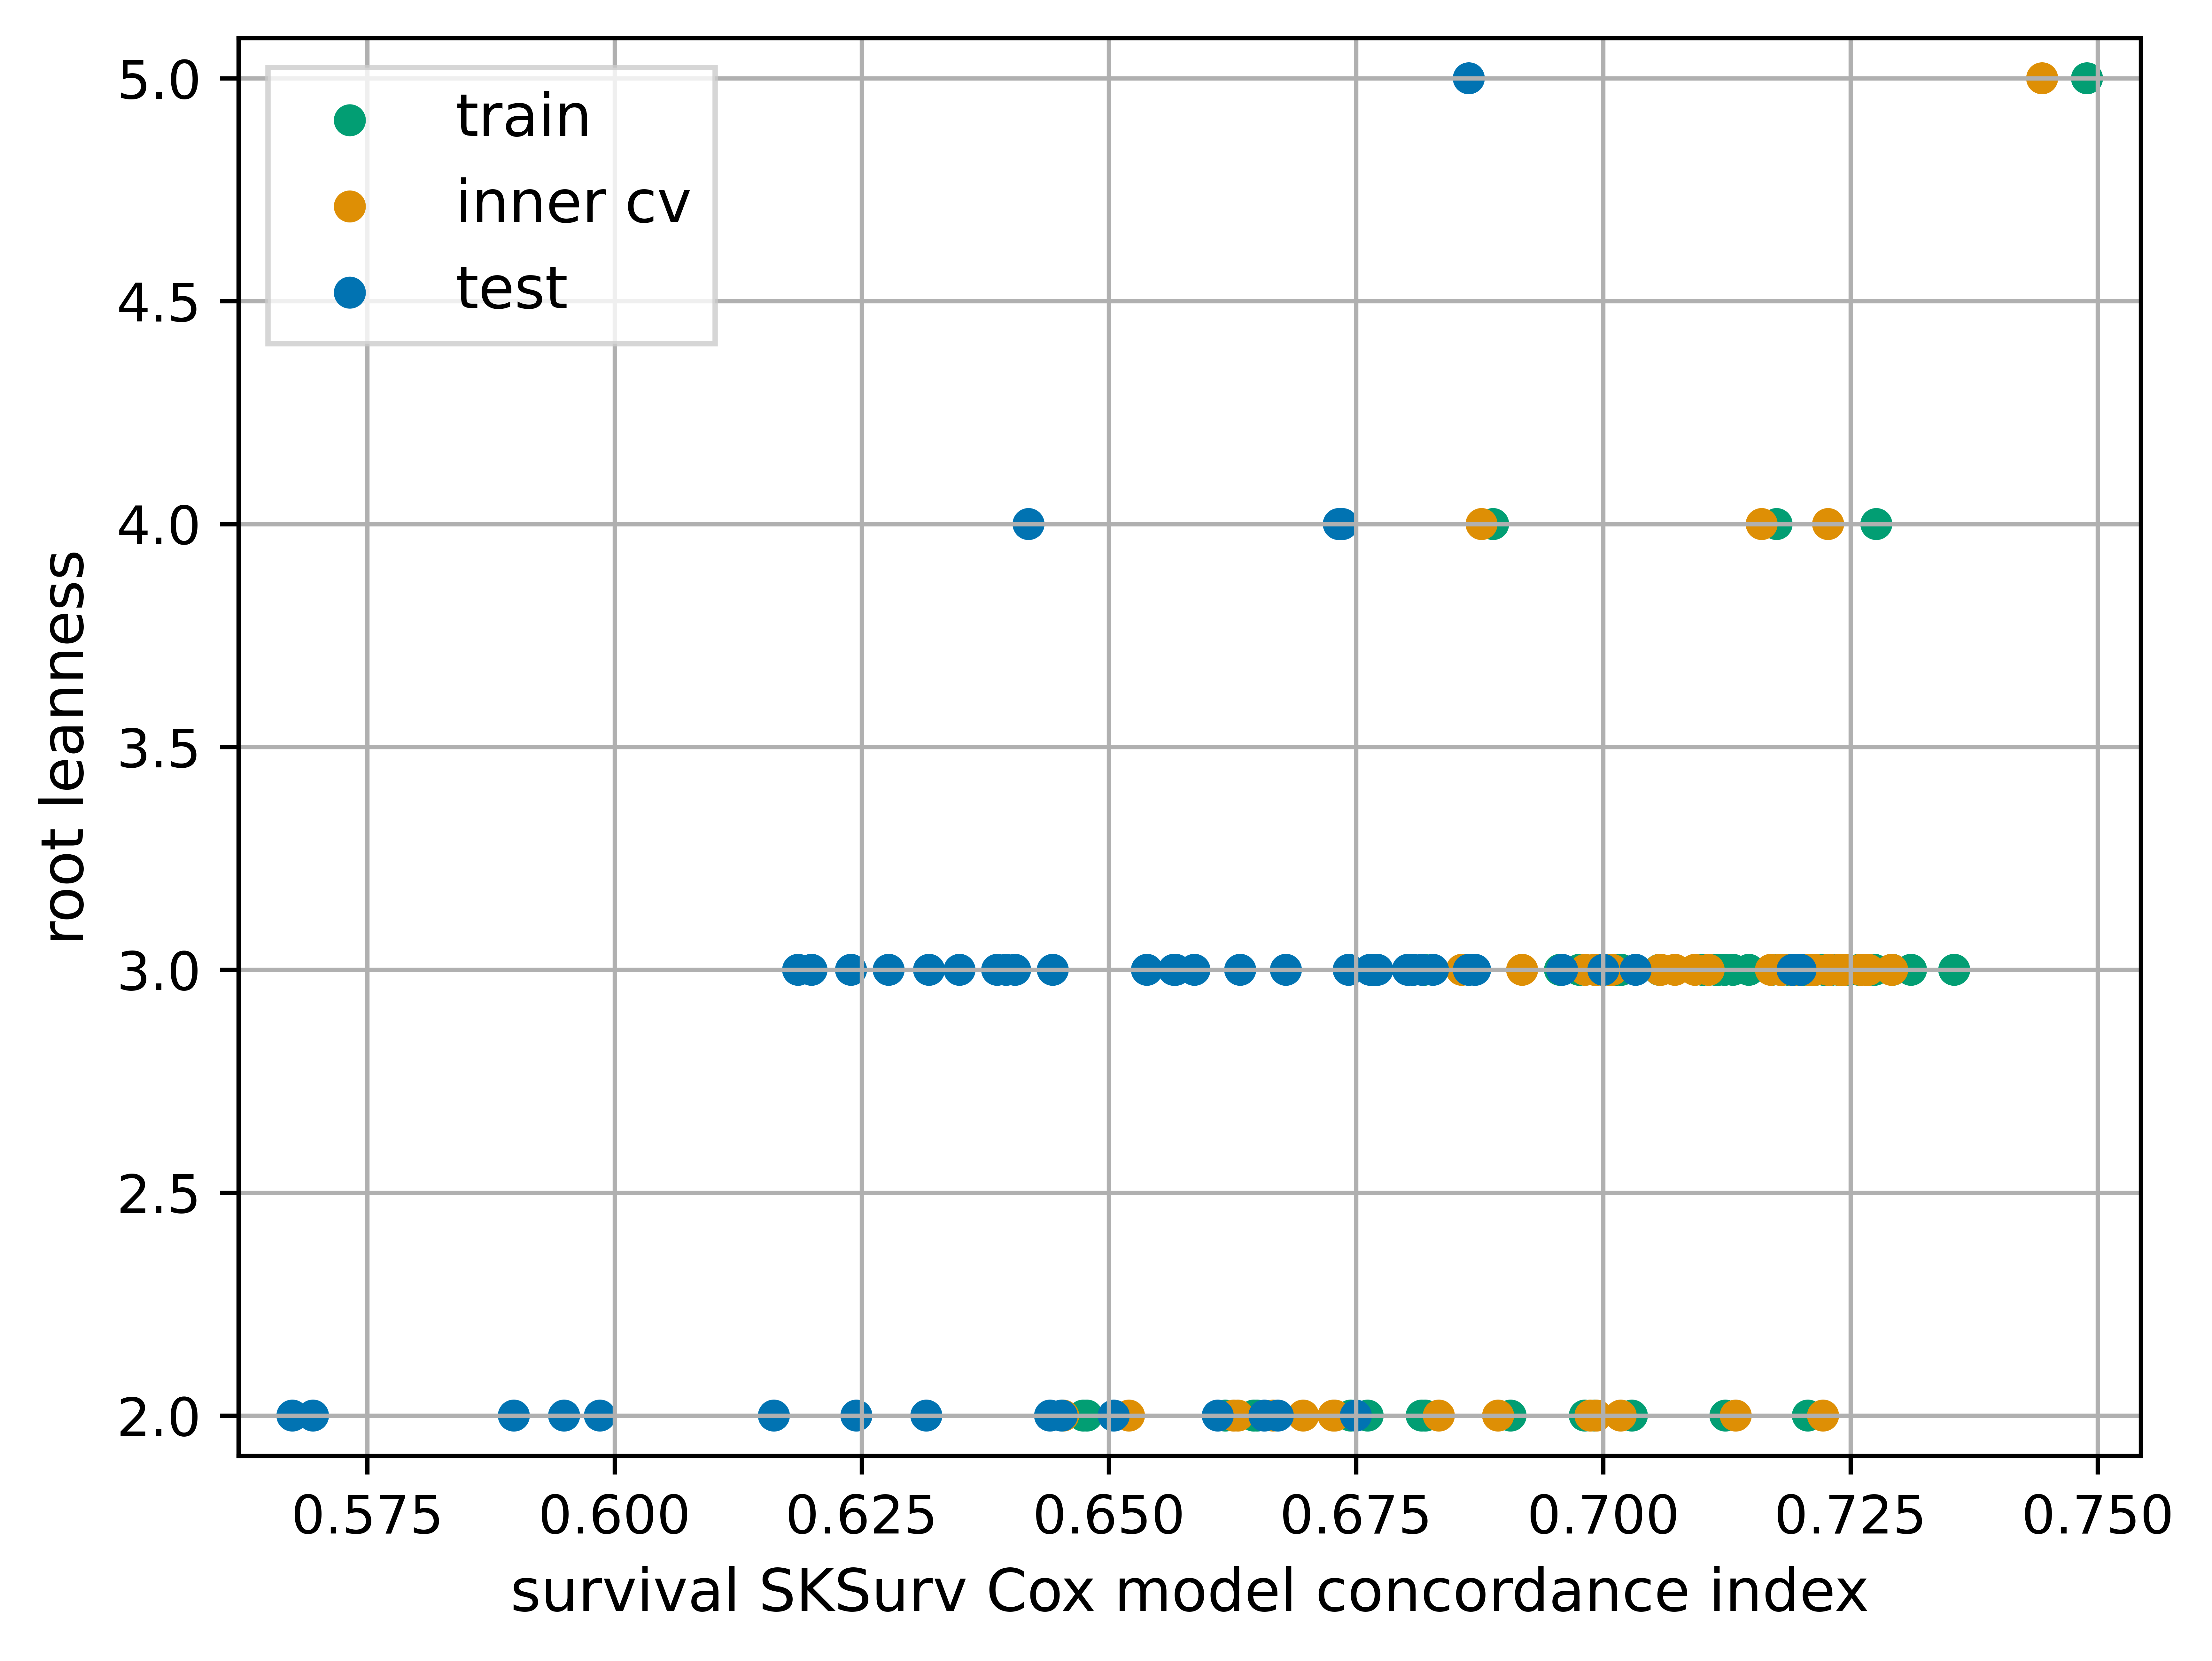 5.0
4.5
4.0
3.5
3.0
2.5
2.0
root leanness
train
inner cv
test
0.575 0.600 0.625 0.650 0.675 0.700 0.725 0.750
survival SKSurv Cox model concordance index